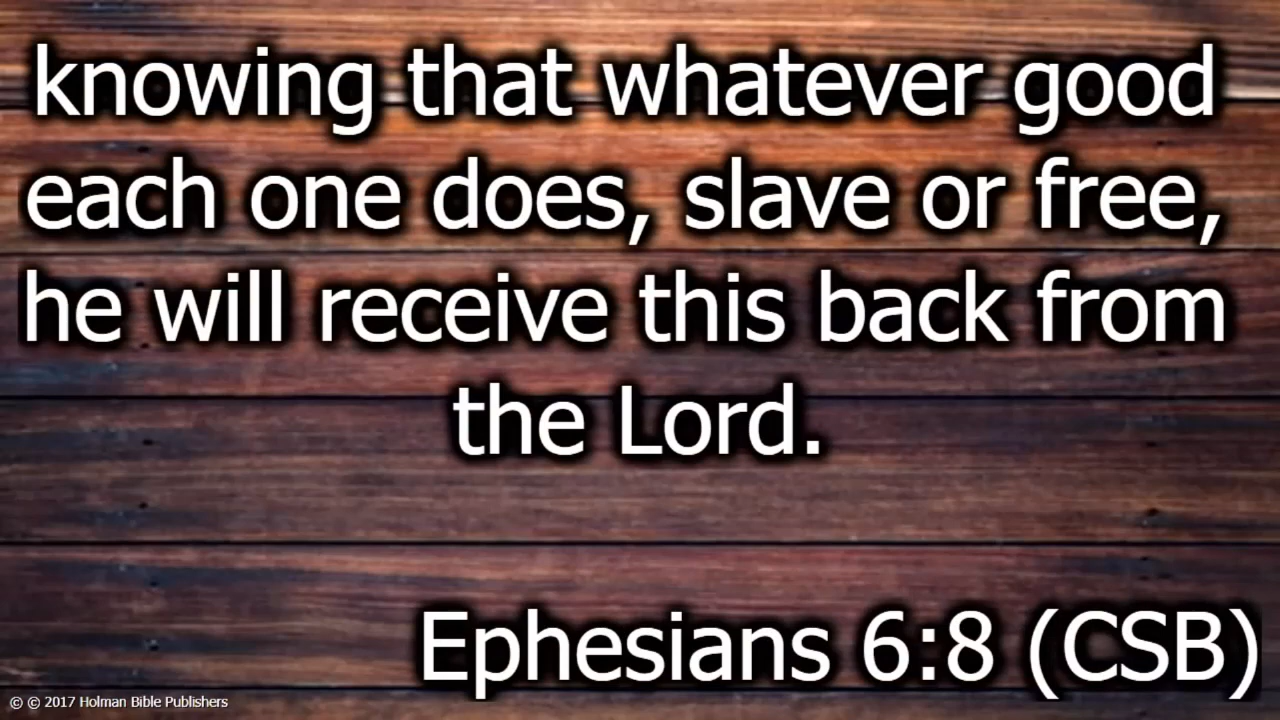 knowing that whatever good
each one does, slave or free,
he will receive this back from
the Lord.
Ephesians 6:8 (CSB)
© © 2017 Holman Bible Publishers